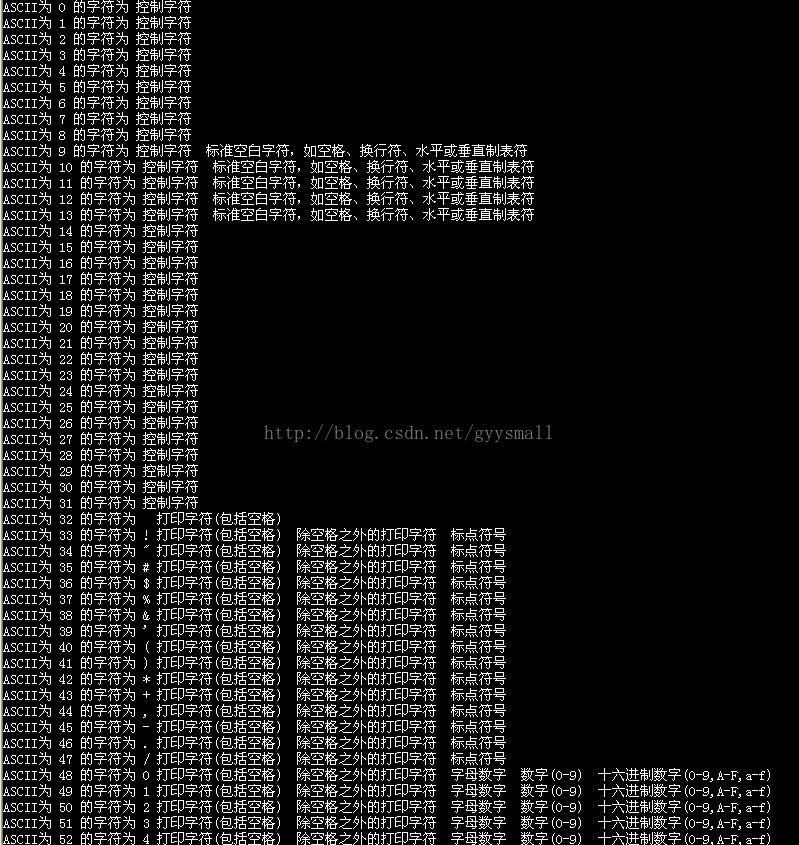 ASCII为 0 的字符为 控制字符
ASCII为 1 的字符为 控制字符
ASCII为 2 的字符为 控制字符
ASCII为 3 的字符为 控制字符
ASCII为 4 的字符为 控制字符
ASCII为 5 的字符为 控制字符
ASCII为 6 的字符为 控制字符
ASCII为 7 的字符为 控制字符
ASCII为 8 的字符为 控制字符
ASCII为 9 的字符为 控制字符 标准空白字符，如空格、换行符、水平或垂直制表符
ASCII为 10 的字符为 控制字符 标准空白字符，如空格、换行符、水平或垂直制表符
ASCII为 11 的字符为 控制字符 标准空白字符，如空格、换行符、水平或垂直制表符
ASCII为 12 的字符为 控制字符 标准空白字符，如空格、换行符、水平或垂直制表符
ASCII为 13 的字符为 控制字符 标准空白字符，如空格、换行符、水平或垂直制表符
ASCII为 14 的字符为 控制字符
ASCII为 15 的字符为 控制字符
ASCII为 16 的字符为 控制字符
ASCII为 17 的字符为 控制字符
ASCII为 18 的字符为 控制字符
ASCII为 19 的字符为 控制字符
ASCII为 20 的字符为 控制字符
ASCII为 21 的字符为 控制字符
ASCII为 22 的字符为 控制字符
ASCII为 23 的字符为 控制字符
ASCII为 24 的字符为 控制字符
ASCII为 25 的字符为 控制字符
ASCII为 26 的字符为 控制字符
http://blog.csdn.net/gyysmall
ASCII为 27 的字符为 控制字符
ASCII为 28 的字符为 控制字符
ASCII为 29 的字符为 控制字符
ASCII为 30 的字符为 控制字符
ASCII为 31 的字符为 控制字符
ASCII为 32 的字符为   打印字符(包括空格)
ASCII为 33 的字符为 ! 打印字符(包括空格) 除空格之外的打印字符 标点符号
ASCII为 34 的字符为 " 打印字符(包括空格) 除空格之外的打印字符 标点符号
ASCII为 35 的字符为 # 打印字符(包括空格) 除空格之外的打印字符 标点符号
ASCII为 36 的字符为 $ 打印字符(包括空格) 除空格之外的打印字符 标点符号
ASCII为 37 的字符为 % 打印字符(包括空格) 除空格之外的打印字符 标点符号
ASCII为 38 的字符为 & 打印字符(包括空格) 除空格之外的打印字符 标点符号
ASCII为 39 的字符为 ' 打印字符(包括空格) 除空格之外的打印字符 标点符号
ASCII为 40 的字符为 ( 打印字符(包括空格) 除空格之外的打印字符 标点符号
ASCII为 41 的字符为 ) 打印字符(包括空格) 除空格之外的打印字符 标点符号
ASCII为 42 的字符为 * 打印字符(包括空格) 除空格之外的打印字符 标点符号
ASCII为 43 的字符为 + 打印字符(包括空格) 除空格之外的打印字符 标点符号
ASCII为 44 的字符为 , 打印字符(包括空格) 除空格之外的打印字符 标点符号
ASCII为 45 的字符为 - 打印字符(包括空格) 除空格之外的打印字符 标点符号
ASCII为 46 的字符为 . 打印字符(包括空格) 除空格之外的打印字符 标点符号
ASCII为 47 的字符为 / 打印字符(包括空格) 除空格之外的打印字符 标点符号
ASCII为 48 的字符为 0 打印字符(包括空格) 除空格之外的打印字符 字母数字 数字(0-9) 十六进制数字(0-9,A-F,a-f)
ASCII为 49 的字符为 1 打印字符(包括空格) 除空格之外的打印字符 字母数字 数字(0-9) 十六进制数字(0-9,A-F,a-f)
ASCII为 50 的字符为 2 打印字符(包括空格) 除空格之外的打印字符 字母数字 数字(0-9) 十六进制数字(0-9,A-F,a-f)
ASCII为 51 的字符为 3 打印字符(包括空格) 除空格之外的打印字符 字母数字 数字(0-9) 十六进制数字(0-9,A-F,a-f)
ASCII为 52 的字符为 4 打印字符(包括空格) 除空格之外的打印字符 字母数字 数字(0-9) 十六进制数字(0-9,A-F,a-f)